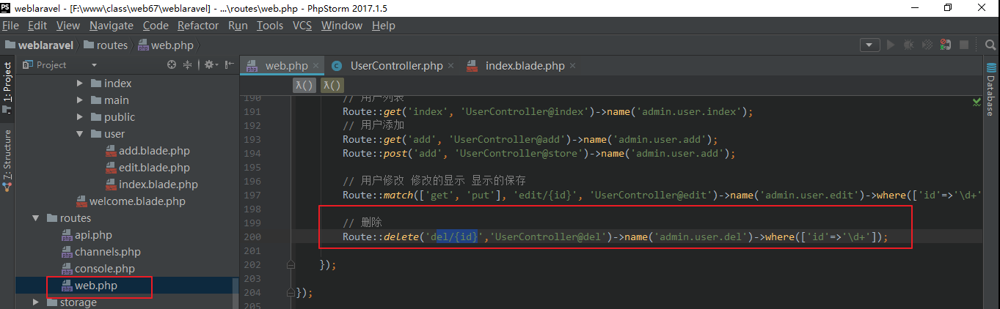 weblaravel - [F:\www\class\web67\weblaravel] - ...\routes\web.php - PhpStorm 2017.1.5
File Edit View Navigate Code Refactor Run Tools VCS Window Help
weblaravel routes web.php
1: Project
Z: Structure
Project
index
main
public
user
add.blade.php
edit.blade.php
index.blade.php
welcome.blade.php
routes
api.php
channels.php
console.php
web.php
storage
web.php UserController.php index.blade.php
λ() λ()
190 // 用户列表
191 Route::get('index', 'UserController@index')->name('admin.user.index');
192 // 用户添加
193 Route::get('add', 'UserController@add')->name('admin.user.add');
194 Route::post('add', 'UserController@store')->name('admin.user.add');
195
196 // 用户修改 修改的显示 显示的保存
197 Route::match(['get', 'put'], 'edit/{id}', 'UserController@edit')->name('admin.user.edit')->where(['id'=>'\d+'
198
199 // 删除
200 Route::delete('del/{id}','UserController@del')->name('admin.user.del')->where(['id'=>'\d+']);
201
202 });
203
204 });
205
Database